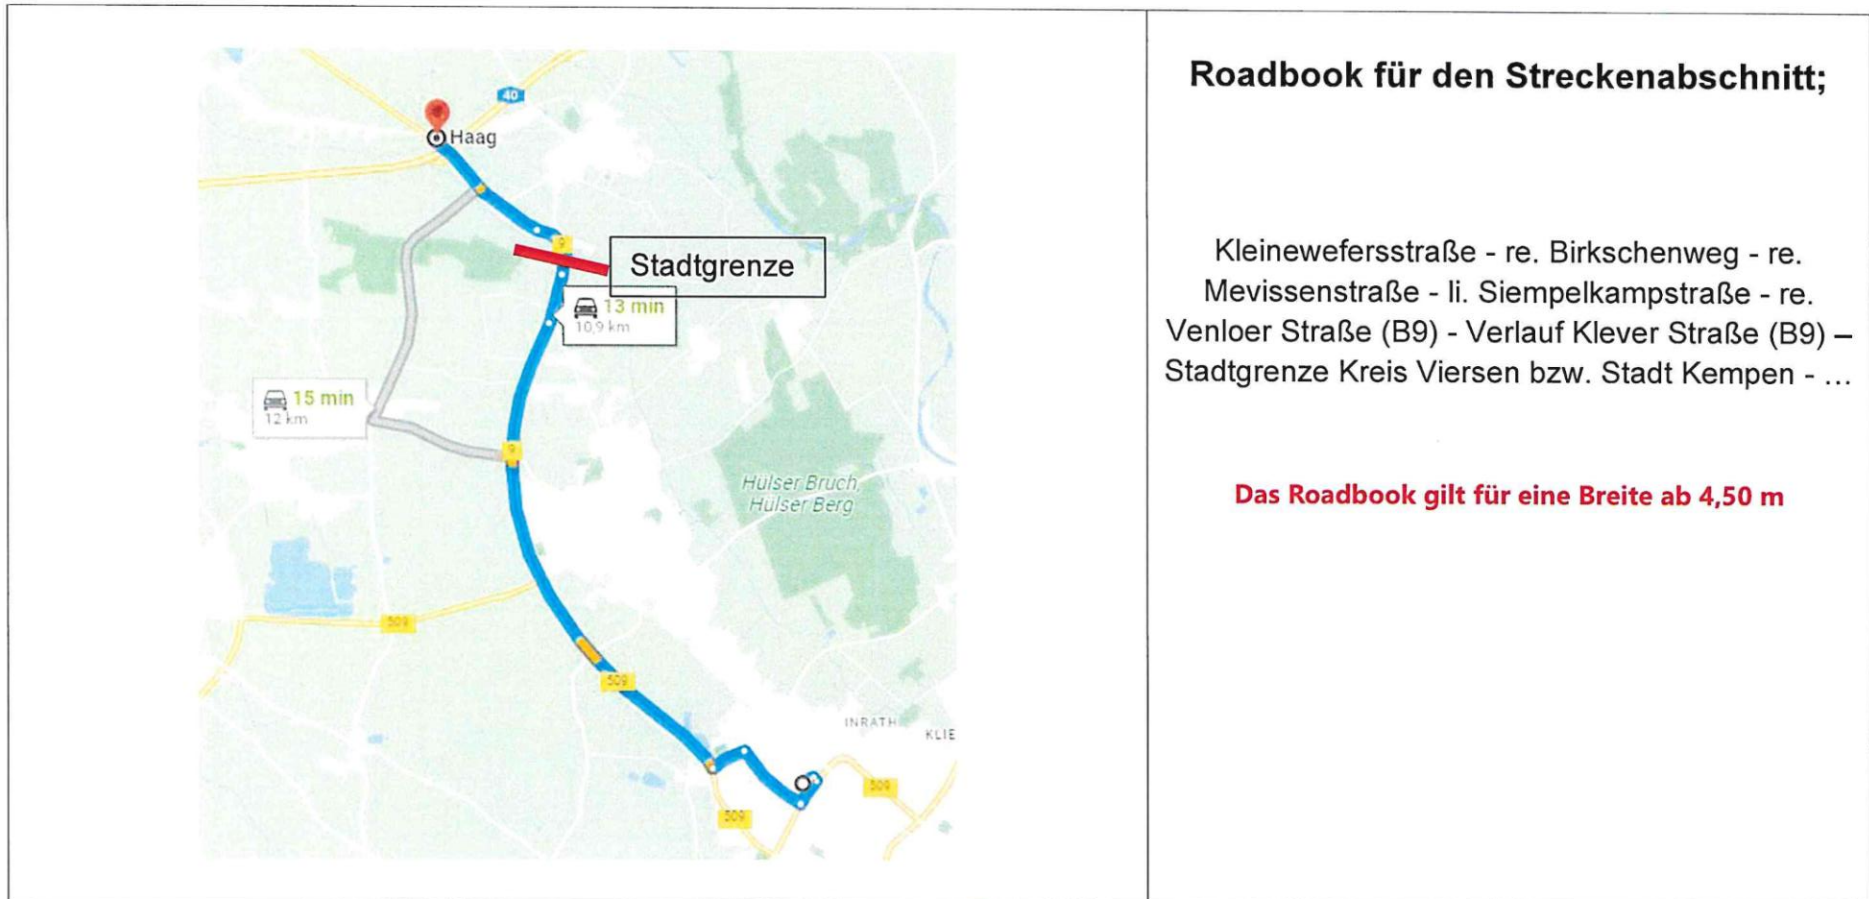 40
Haag
9
Stadtgrenze
13 min
10,9 km
15 min
12 km
9
Hülser Bruch,
Hülser Berg
509
509
INRATH
KLIE
509
509
Roadbook für den Streckenabschnitt;
Kleinewefersstraße - re. Birkschenweg - re.
Mevissenstraße - li. Siempelkampstraße - re.
Venloer Straße (B9) - Verlauf Klever Straße (B9) –
Stadtgrenze Kreis Viersen bzw. Stadt Kempen - ...
Das Roadbook gilt für eine Breite ab 4,50 m